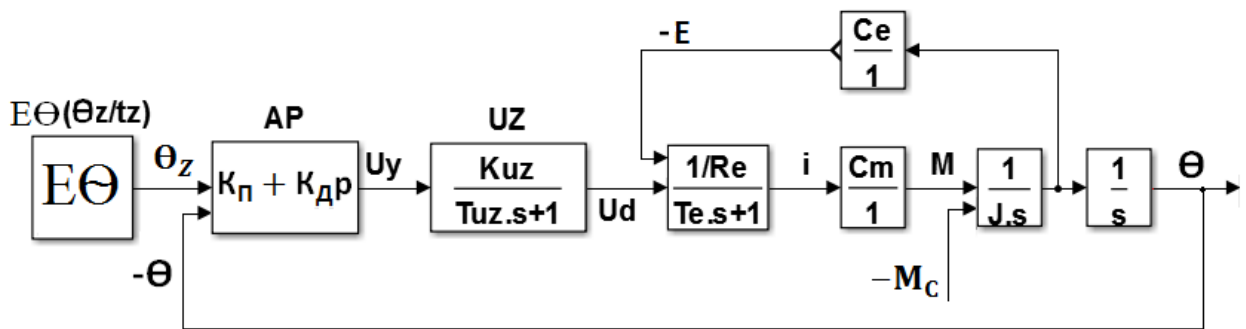 -E
Ce
1
EΘ(Θz/tz)
EΘ
θz
AP
Kп + Kдp
Uy
UZ
Kuz
Tuz.s+1
Ud
1/Re
Te.s+1
i
Cm
1
M
1
J.s
1
s
Θ
-Θ
−Mc